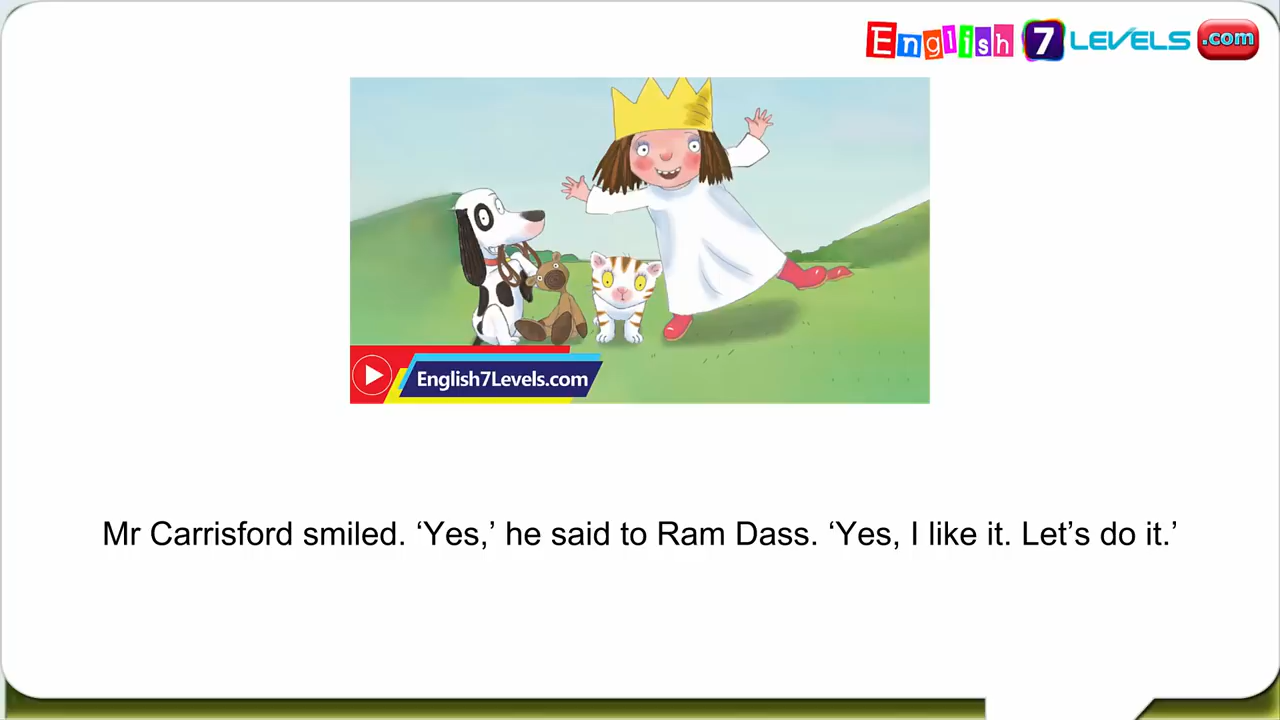 English 7 LEVELS .com
English7Levels.com
Mr Carrisford smiled. ‘Yes,’ he said to Ram Dass. ‘Yes, I like it. Let’s do it.’